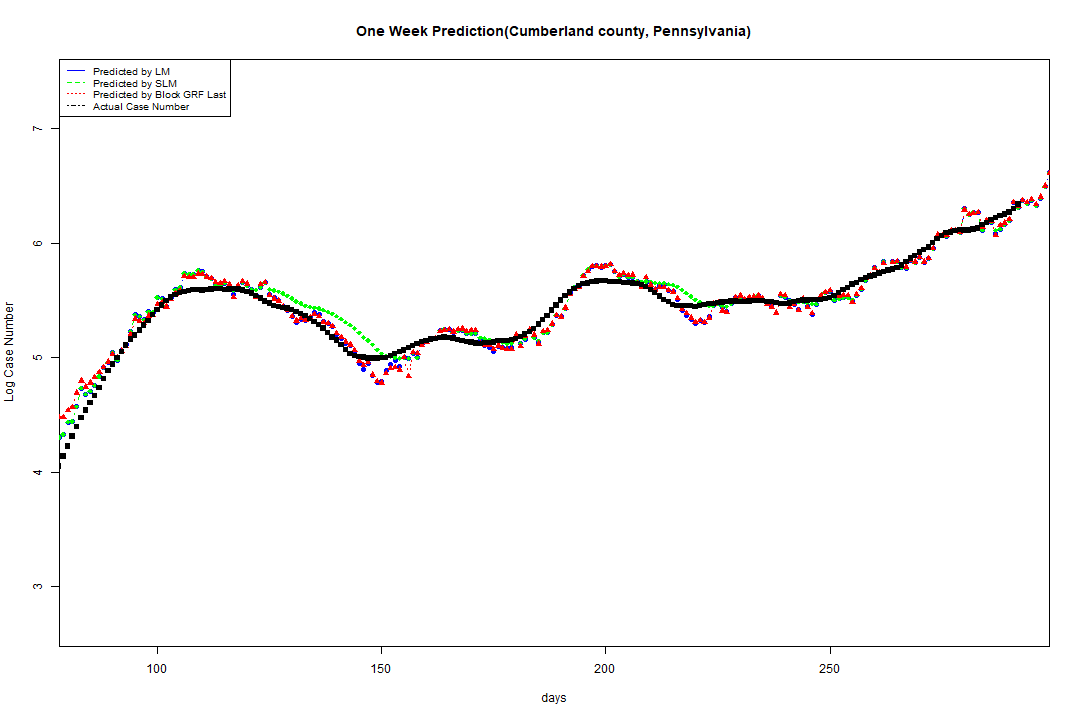 One Week Prediction(Cumberland county, Pennsylvania)
Predicted by LM
Predicted by SLM
Predicted by Block GRF Last
Actual Case Number
7
6
5
4
3
Log Case Number
100 150 200 250
days